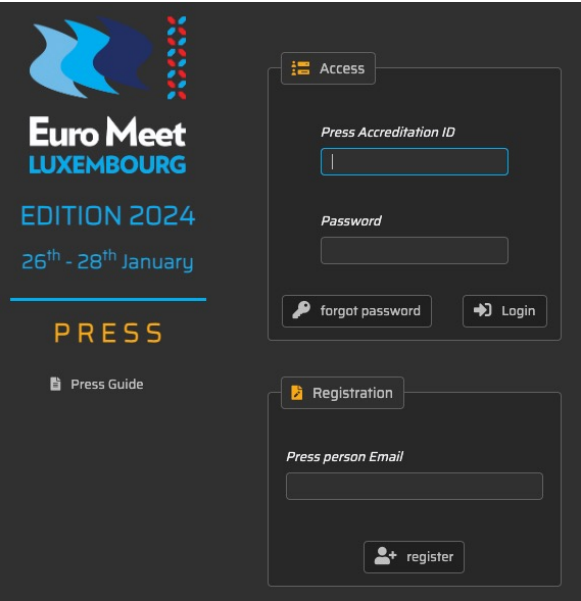 Euro Meet
LUXEMBOURG
EDITION 2024
26th - 28th January
PRESS
Press Guide
Access
Press Accreditation ID
Password
forgot password
Login
Registration
Press person Email
register